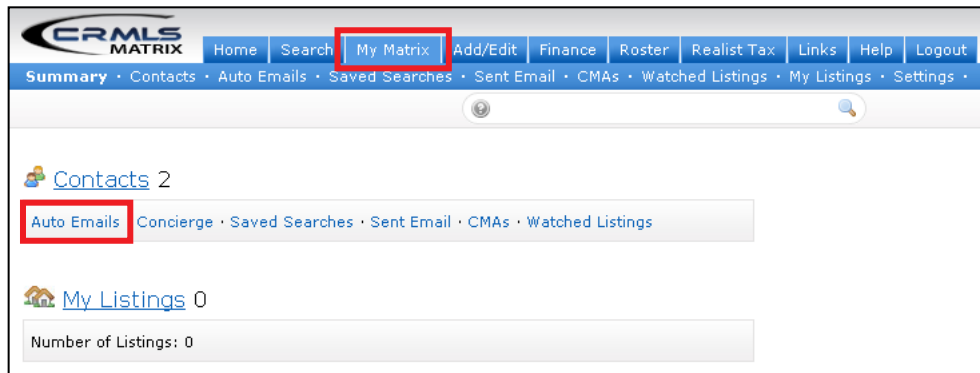 CRMLS
MATRIX
Home Search My Matrix Add/Edit Finance Roster Realist Tax Links Help Logout
Summary · Contacts · Auto Emails · Saved Searches · Sent Email · CMAs · Watched Listings · My Listings · Settings ·
Contacts 2
Auto Emails Concierge · Saved Searches · Sent Email · CMAs · Watched Listings
My Listings 0
Number of Listings: 0